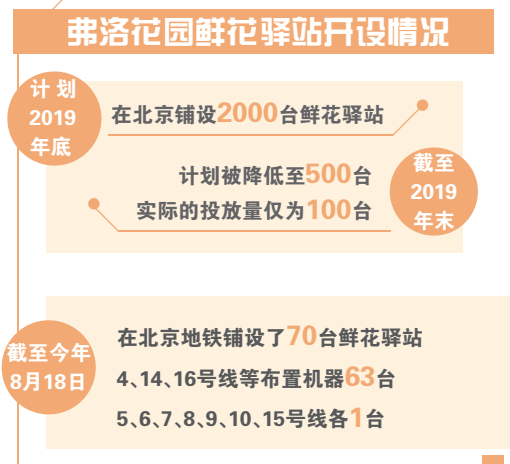 弗洛花园鲜花驿站开设情况
计划
2019
年底
在北京铺设2000台鲜花驿站
计划被降低至500台
实际的投放量仅为100台
截至
2019
年末
截至今年
8月18日
在北京地铁铺设了70台鲜花驿站
4、14、16号线等布置机器63台
5、6、7、8、9、10、15号线各1台